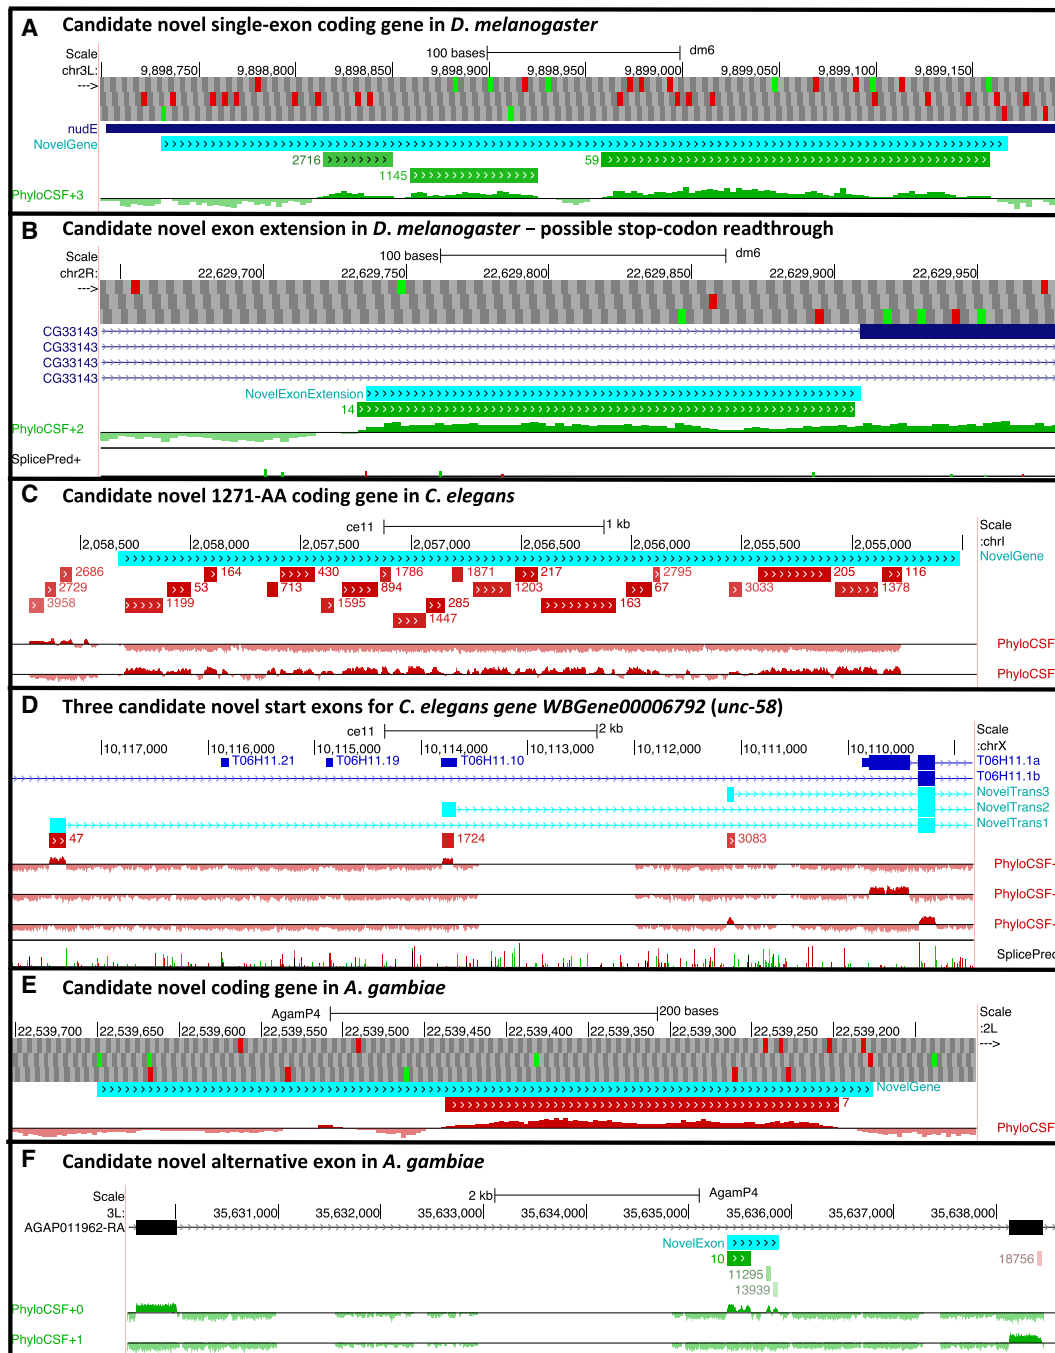 A Candidate novel single-exon coding gene in D. melanogaster
Scale 100 bases dm6
chr3L: 9,898,750 9,898,800 9,898,850 9,898,900 9,898,950 9,899,000 9,899,050 9,899,100 9,899,150
--->
nudE
NovelGene
2716 59
1145
PhyloCSF+3
B Candidate novel exon extension in D. melanogaster – possible stop-codon readthrough
Scale 100 bases dm6
chr2R: 22,629,700 22,629,750 22,629,800 22,629,850 22,629,900 22,629,950
--->
CG33143
CG33143
CG33143
CG33143
NovelExonExtension
14
PhyloCSF+2
SplicePred+
C Candidate novel 1271-AA coding gene in C. elegans
ce11 1 kb Scale
2,058,500 2,058,000 2,057,500 2,057,000 2,056,500 2,056,000 2,055,500 2,055,000 :chrI
NovelGene
2686 164 430 1786 1871 217 2795 205 116
2729 53 713 894 1203 67 3033 1378
3958 1199 1595 285 163
1447
PhyloCSF
PhyloCSF
D Three candidate novel start exons for C. elegans gene WBGene00006792 (unc-58)
ce11 2 kb Scale
10,117,000 10,116,000 10,115,000 10,114,000 10,113,000 10,112,000 10,111,000 10,110,000 :chrX
T06H11.21 T06H11.19 T06H11.10 T06H11.1a
T06H11.1b
NovelTrans3
NovelTrans2
NovelTrans1
47 1724 3083
PhyloCSF-
PhyloCSF-
PhyloCSF-
SplicePred
E Candidate novel coding gene in A. gambiae
AgamP4 200 bases Scale
22,539,700 22,539,650 22,539,600 22,539,550 22,539,500 22,539,450 22,539,400 22,539,350 22,539,300 22,539,250 22,539,200 :2L
--->
NovelGene
7
PhyloCSF
F Candidate novel alternative exon in A. gambiae
Scale 2 kb AgamP4
3L: 35,631,000 35,632,000 35,633,000 35,634,000 35,635,000 35,636,000 35,637,000 35,638,000
AGAP011962-RA
NovelExon
10 18756
11295
13939
PhyloCSF+0
PhyloCSF+1